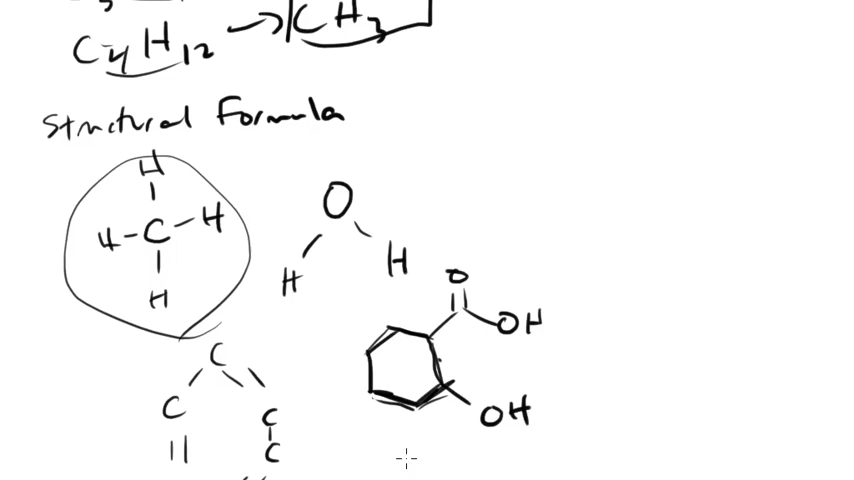 C4H12 → CH3
Structural Formula
H
H-C-H
H
O
H H
O
OH
OH
C
C C
C